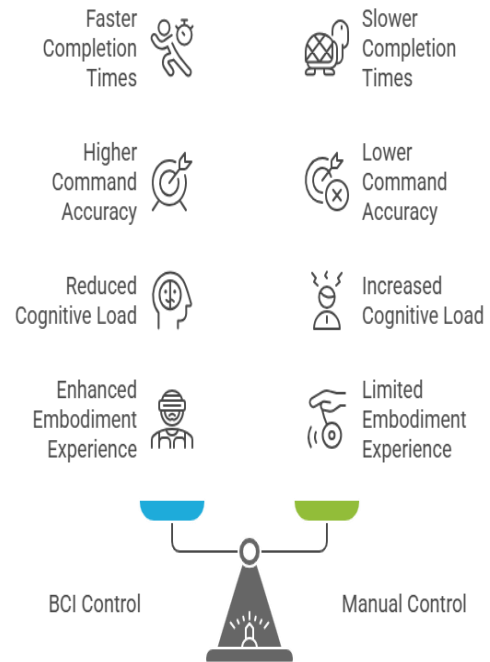 Faster
Completion
Times
Slower
Completion
Times
Higher
Command
Accuracy
Lower
Command
Accuracy
Reduced
Cognitive Load
Increased
Cognitive Load
Enhanced
Embodiment
Experience
Limited
Embodiment
Experience
BCI Control
Manual Control